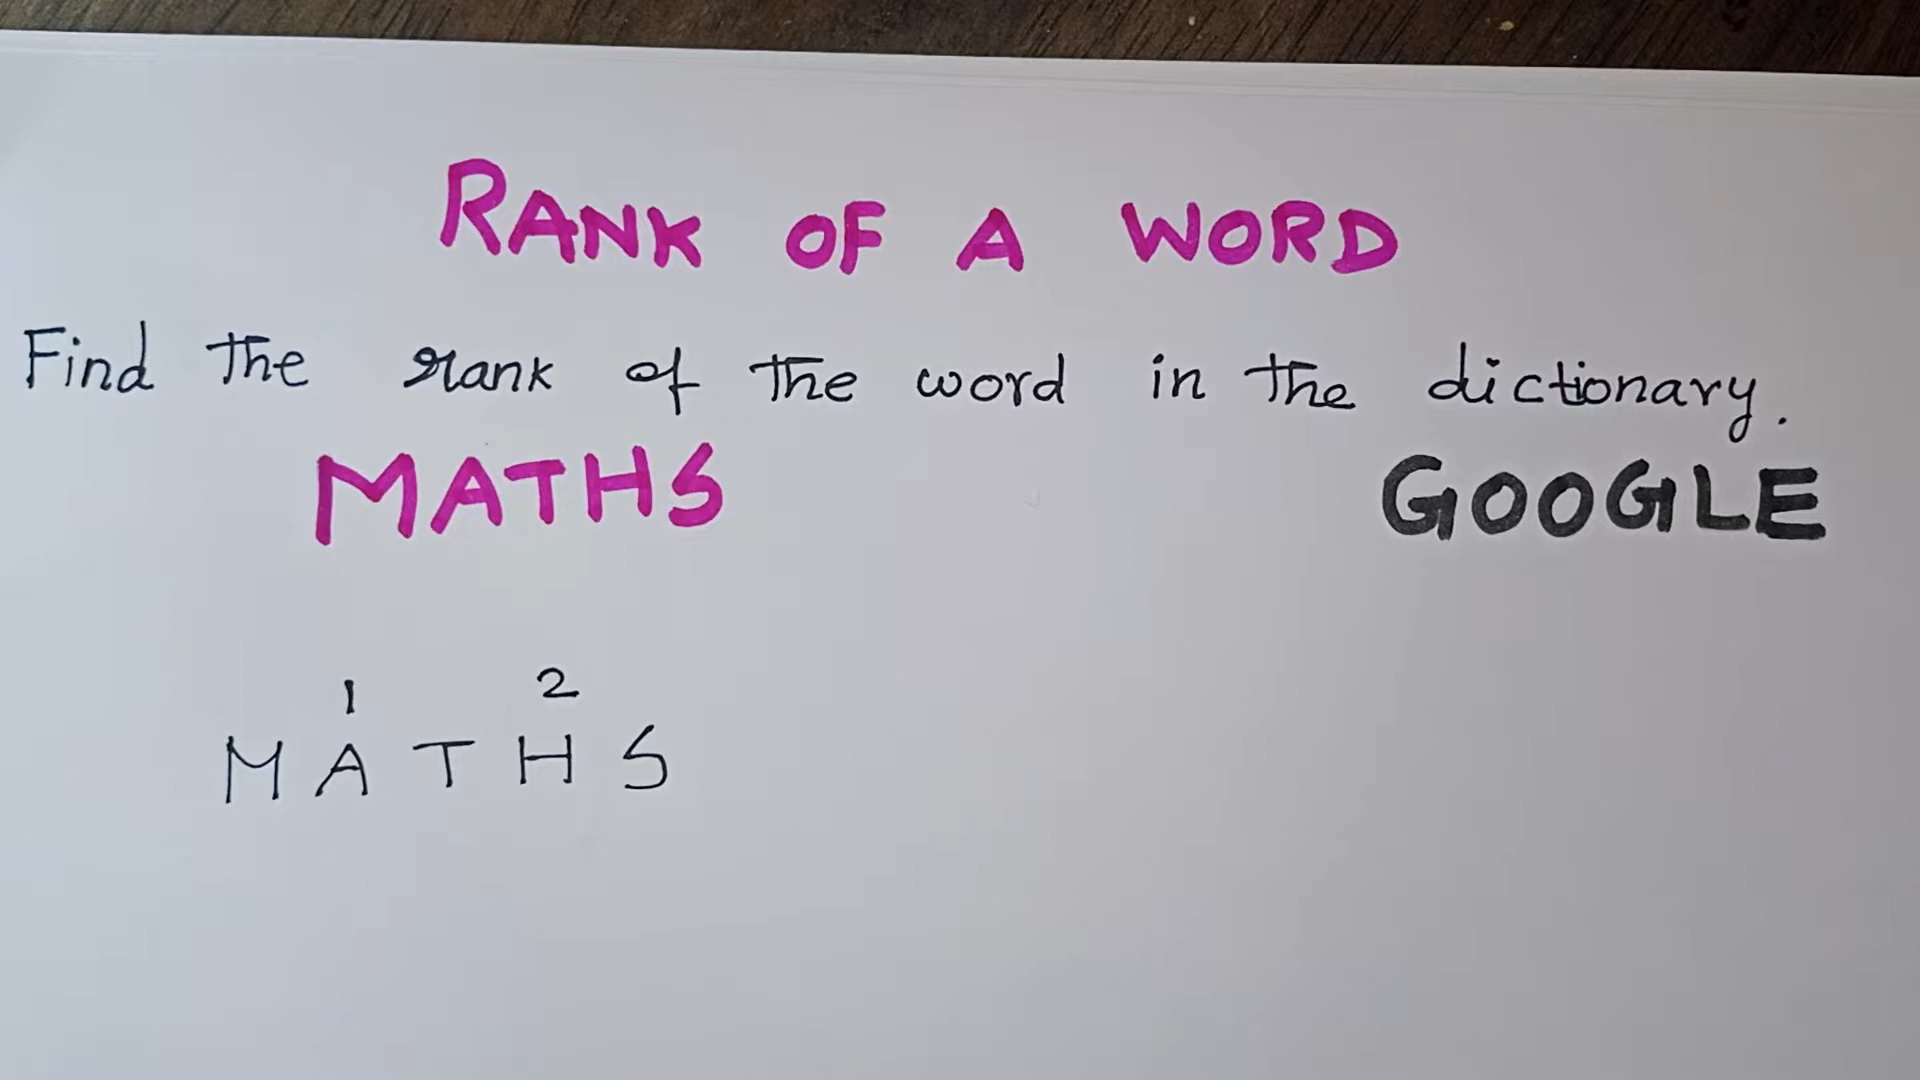 RANK OF A WORD
Find the rank of the word in the dictionary.
MATHS GOOGLE
1 2
M A T H S